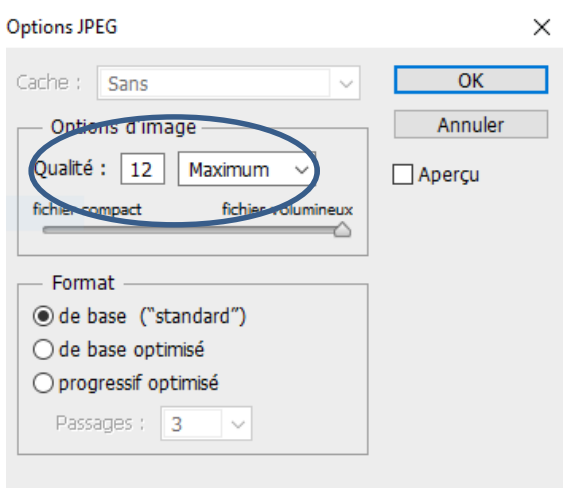 Options JPEG
Cache : Sans
OK
Options d'image
Annuler
Qualité : 12 Maximum
Aperçu
fichier compact fichier volumineux
Format
de base ("standard")
de base optimisé
progressif optimisé
Passages : 3